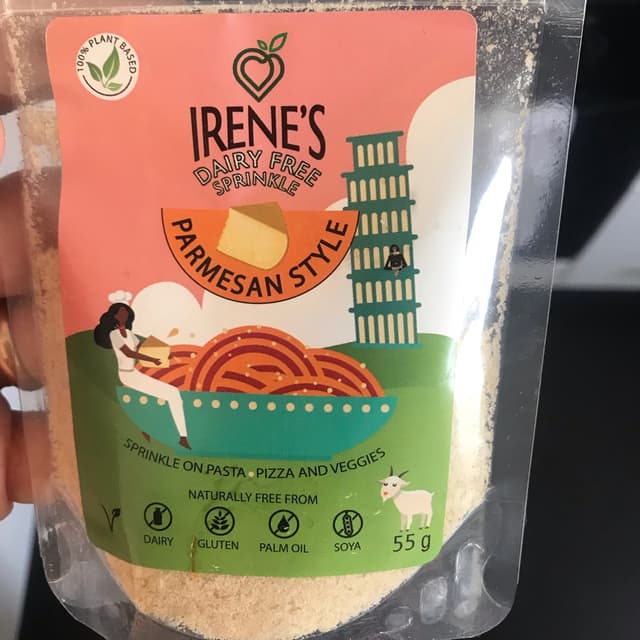 100% PLANT BASED
IRENE'S
DAIRY FREE
SPRINKLE
PARMESAN STYLE
SPRINKLE ON PASTA • PIZZA AND VEGGIES
NATURALLY FREE FROM
DAIRY
GLUTEN
PALM OIL
SOYA
55 g